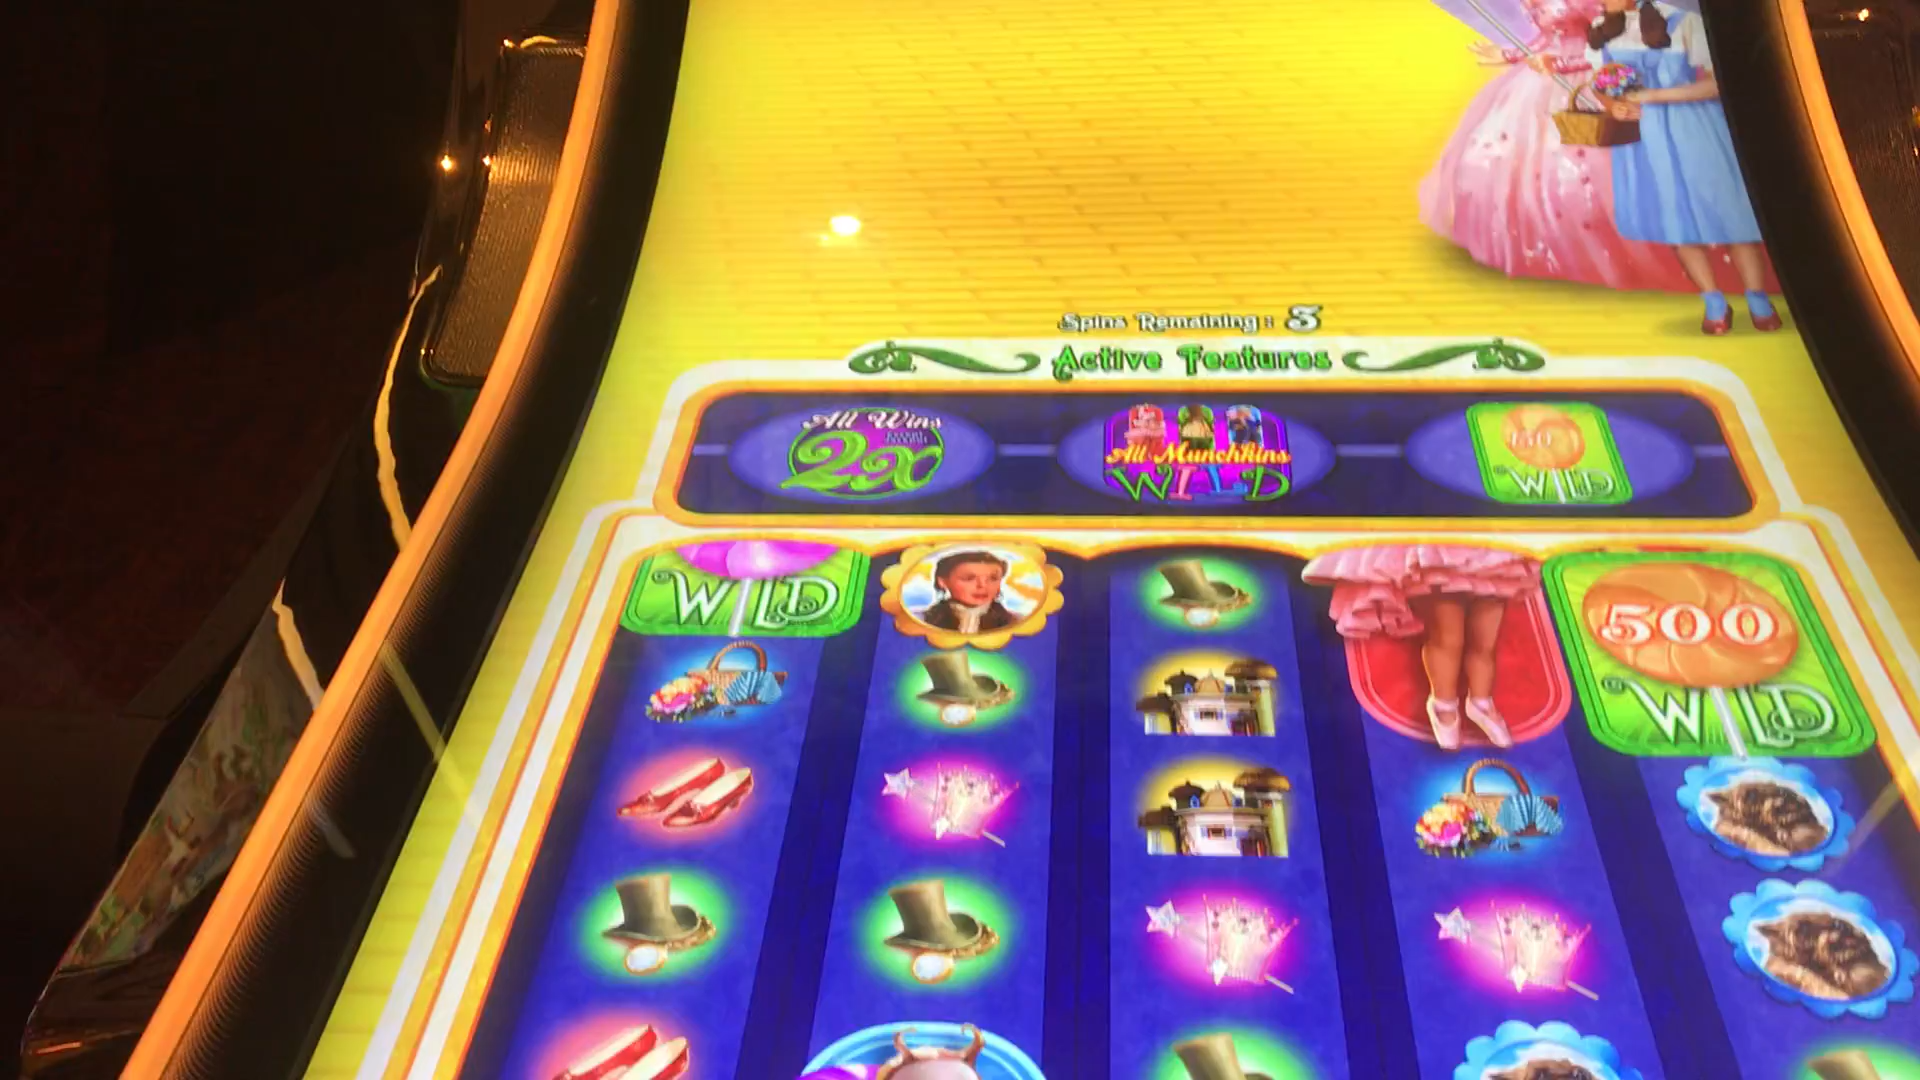 Spins Remaining: 3
Active Features
All Wins
2x
All Munchkins
WILD
WILD
WILD
500
WILD